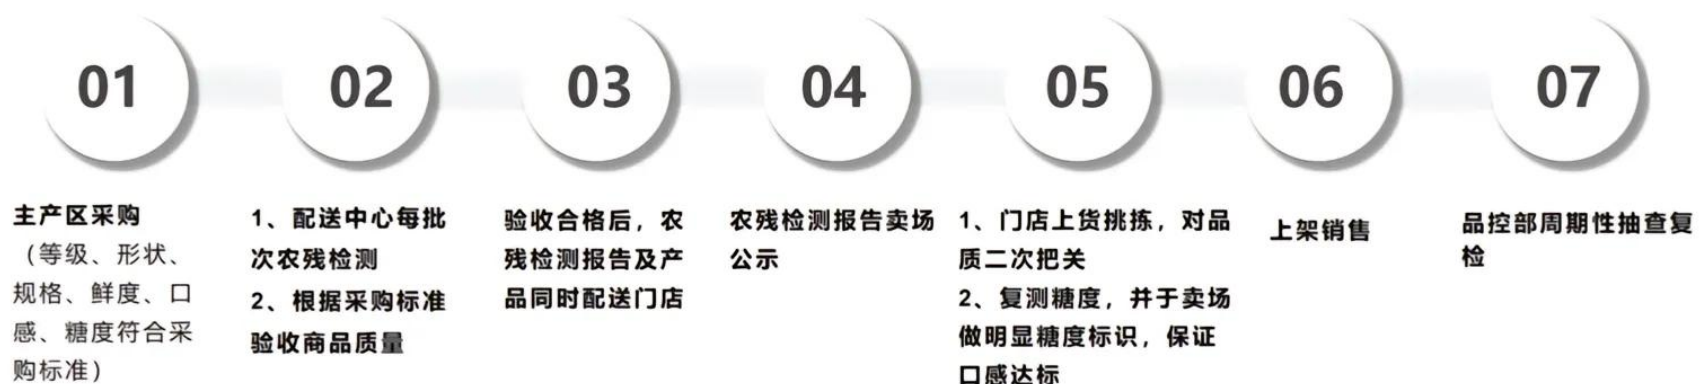 01
主产区采购
（等级、形状、
规格、鲜度、口
感、糖度符合采
购标准）
02
1、配送中心每批
次农残检测
2、根据采购标准
验收商品质量
03
验收合格后，农
残检测报告及产
品同时配送门店
04
农残检测报告卖场
公示
05
1、门店上货挑拣，对品
质二次把关
2、复测糖度，并于卖场
做明显糖度标识，保证
口感达标
06
上架销售
07
品控部周期性抽查复
检